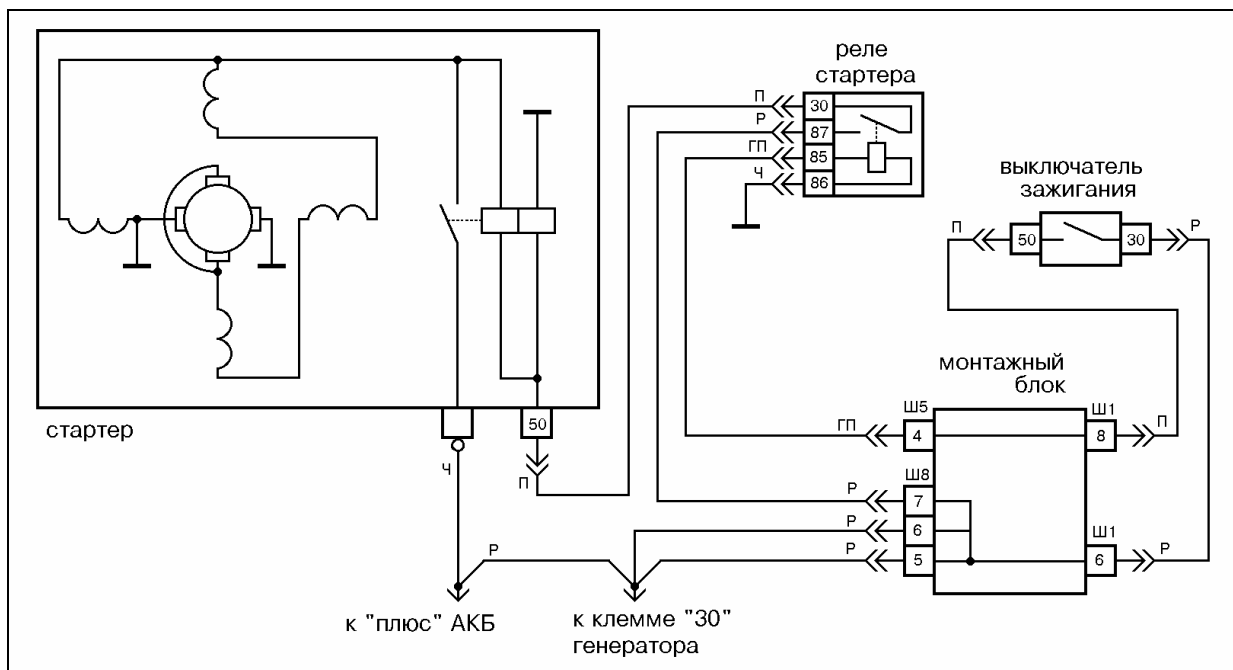 реле
стартера
П
30
Р
87
ГП
85
Ч
86
выключатель
зажигания
П
50
30
Р
монтажный
блок
стартер
50
Ч
П
Ш5
ГП
4
Ш1
8
П
Ш8
Р
7
Р
6
Р
5
Ш1
6
Р
Р
к "плюс" АКБ
к клемме "30"
генератора